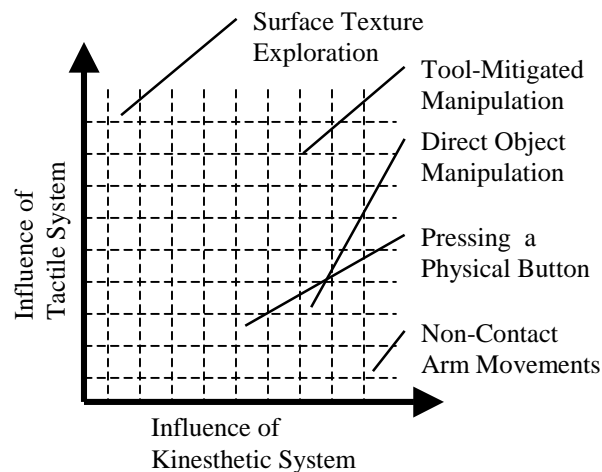 Surface Texture
Exploration
Tool-Mitigated
Manipulation
Direct Object
Manipulation
Pressing a
Physical Button
Non-Contact
Arm Movements
Influence of
Tactile System
Influence of
Kinesthetic System